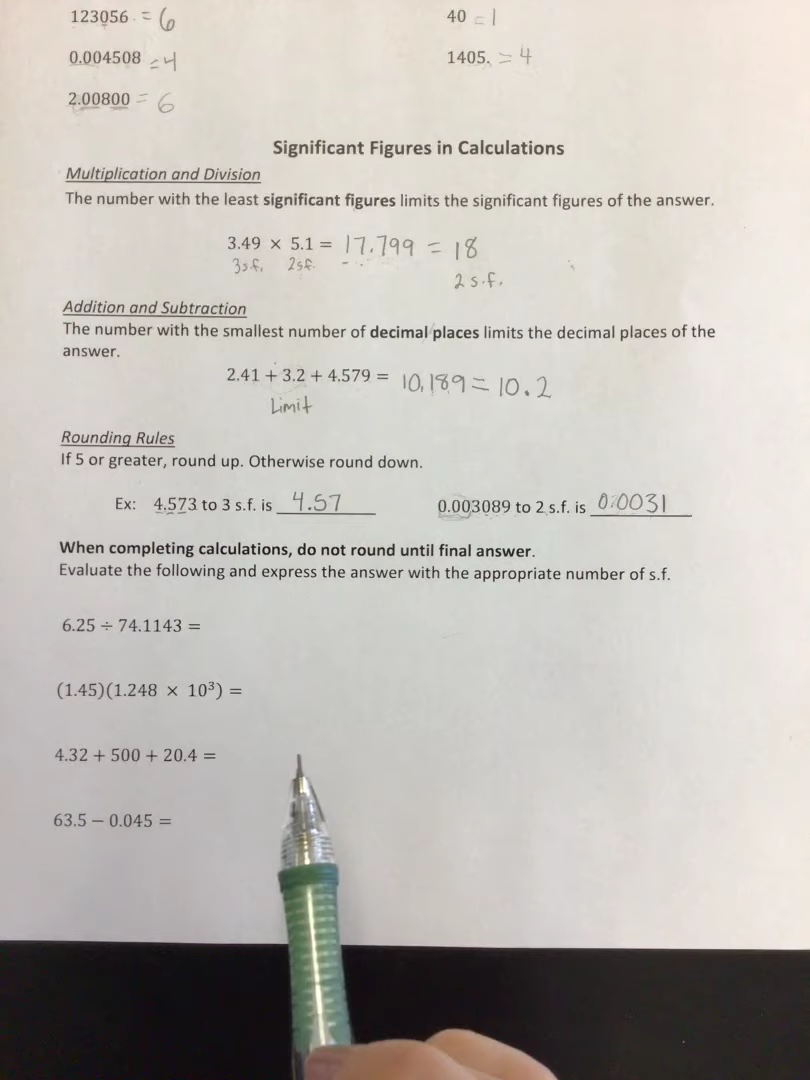 123056 = 6
40 = 1
0.004508 = 4
1405. = 4
2.00800 = 6
Significant Figures in Calculations
Multiplication and Division
The number with the least significant figures limits the significant figures of the answer.
3.49 × 5.1 = 17.799 = 18
3s.f. 2sf.
2 s.f.
Addition and Subtraction
The number with the smallest number of decimal places limits the decimal places of the
answer.
2.41 + 3.2 + 4.579 = 10.189 = 10.2
Limit
Rounding Rules
If 5 or greater, round up. Otherwise round down.
Ex: 4.573 to 3 s.f. is 4.57
0.003089 to 2 s.f. is 0.0031
When completing calculations, do not round until final answer.
Evaluate the following and express the answer with the appropriate number of s.f.
6.25 ÷ 74.1143 =
(1.45)(1.248 × 10³) =
4.32 + 500 + 20.4 =
63.5 − 0.045 =